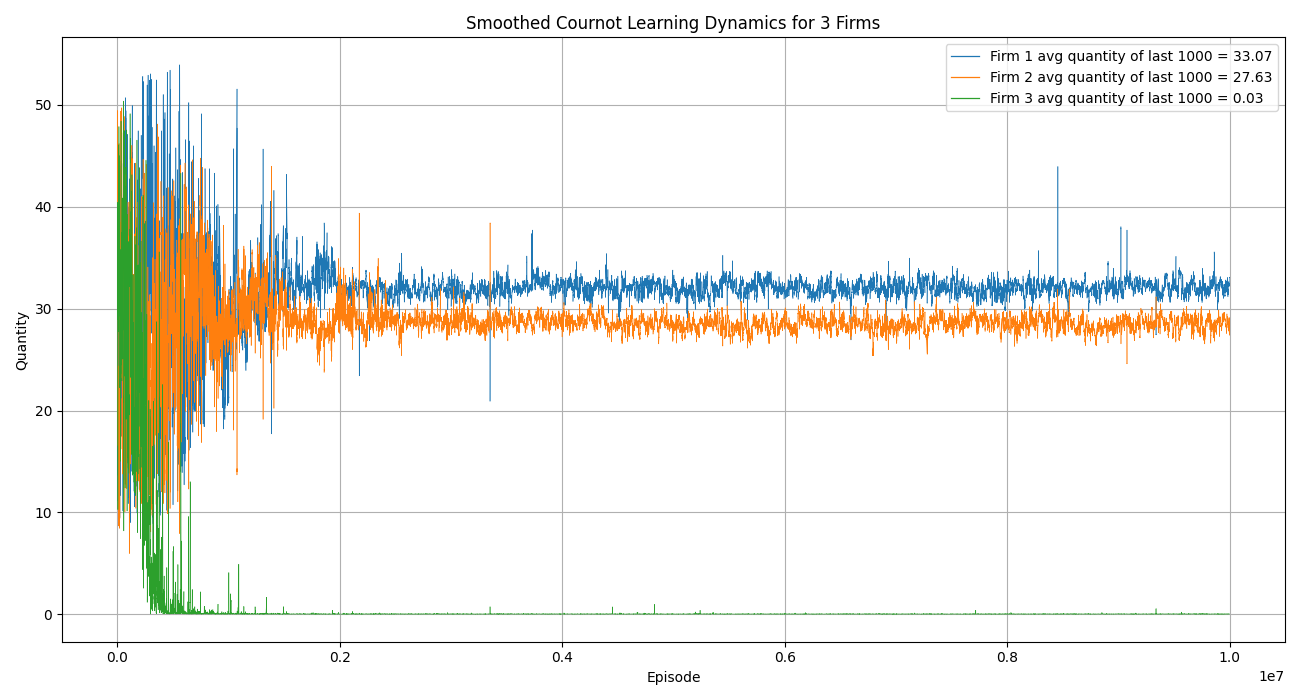 Smoothed Cournot Learning Dynamics for 3 Firms
Firm 1 avg quantity of last 1000 = 33.07
Firm 2 avg quantity of last 1000 = 27.63
Firm 3 avg quantity of last 1000 = 0.03
Quantity
50
40
30
20
10
0
0.0
0.2
0.4
0.6
0.8
1.0
1e7
Episode